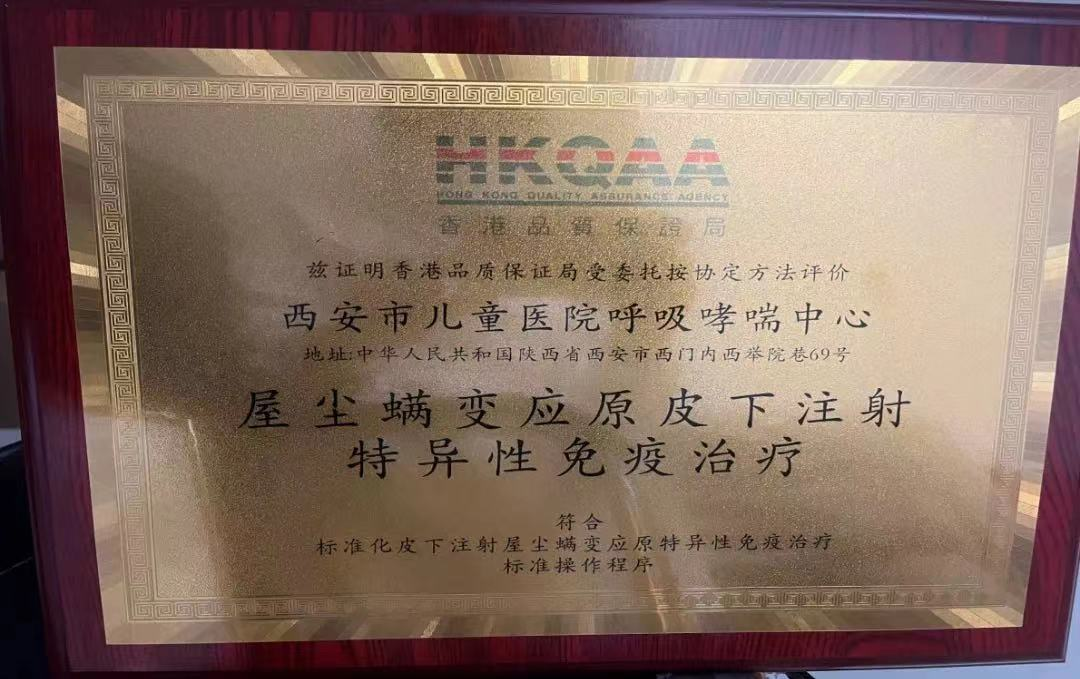 HKQAA
HONG KONG QUALITY ASSURANCE AGENCY
香港品質保證局
兹证明香港品质保证局受委托按协定方法评价
西安市儿童医院呼吸哮喘中心
地址:中华人民共和国陕西省西安市西门内西举院巷69号
屋尘螨变应原皮下注射
特异性免疫治疗
符合
标准化皮下注射屋尘螨变应原特异性免疫治疗
标准操作程序